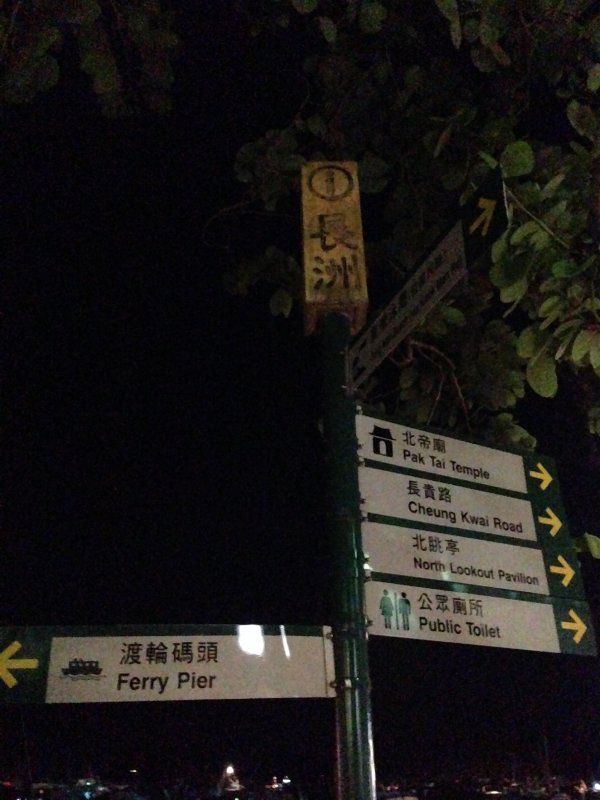 i
長洲
北帝廟
Pak Tai Temple
長貴路
Cheung Kwai Road
北眺亭
North Lookout Pavilion
公眾廁所
Public Toilet
渡輪碼頭
Ferry Pier